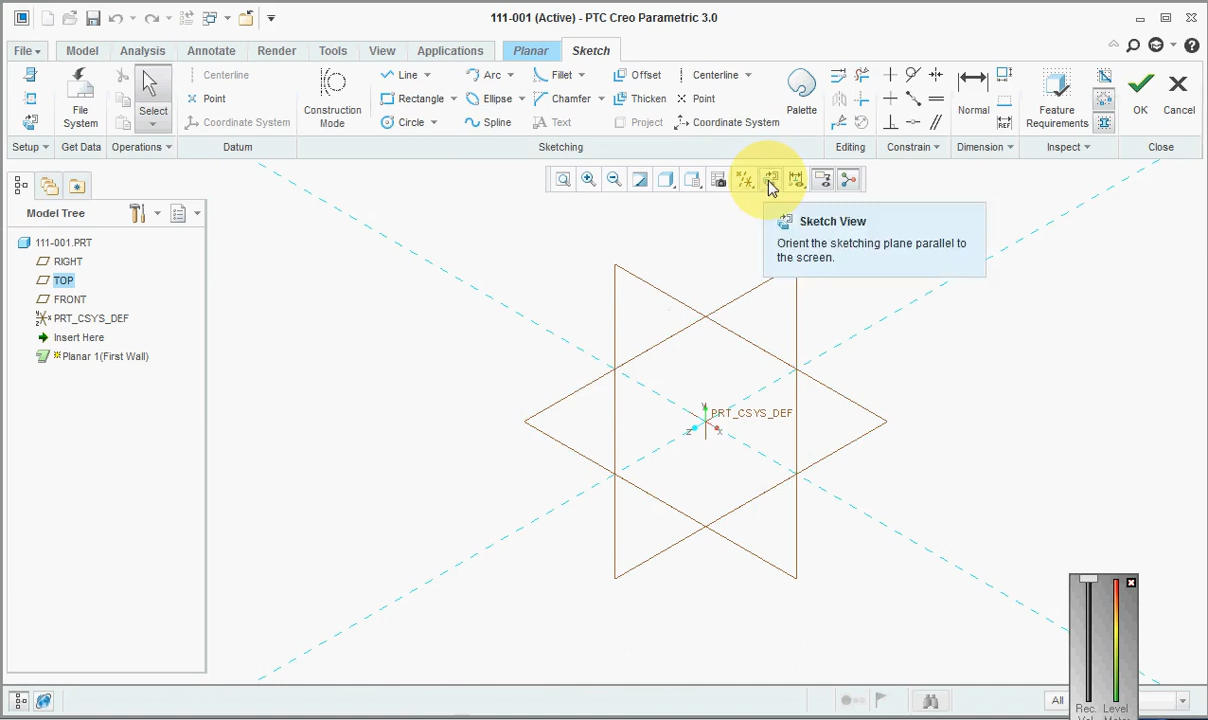 111-001 (Active) - PTC Creo Parametric 3.0
File
Model
Analysis
Annotate
Render
Tools
View
Applications
Planar
Sketch
File System
Select
Centerline
Point
Coordinate System
Construction Mode
Line
Rectangle
Circle
Arc
Ellipse
Spline
Fillet
Chamfer
Text
Offset
Thicken
Project
Centerline
Point
Coordinate System
Palette
Normal
REF
Feature Requirements
OK
Cancel
Setup
Get Data
Operations
Datum
Sketching
Editing
Constrain
Dimension
Inspect
Close
Model Tree
111-001.PRT
RIGHT
TOP
FRONT
PRT_CSYS_DEF
Insert Here
Planar 1(First Wall)
Sketch View
Orient the sketching plane parallel to
the screen.
PRT_CSYS_DEF
Y
Z
X
All
Rec.
Level